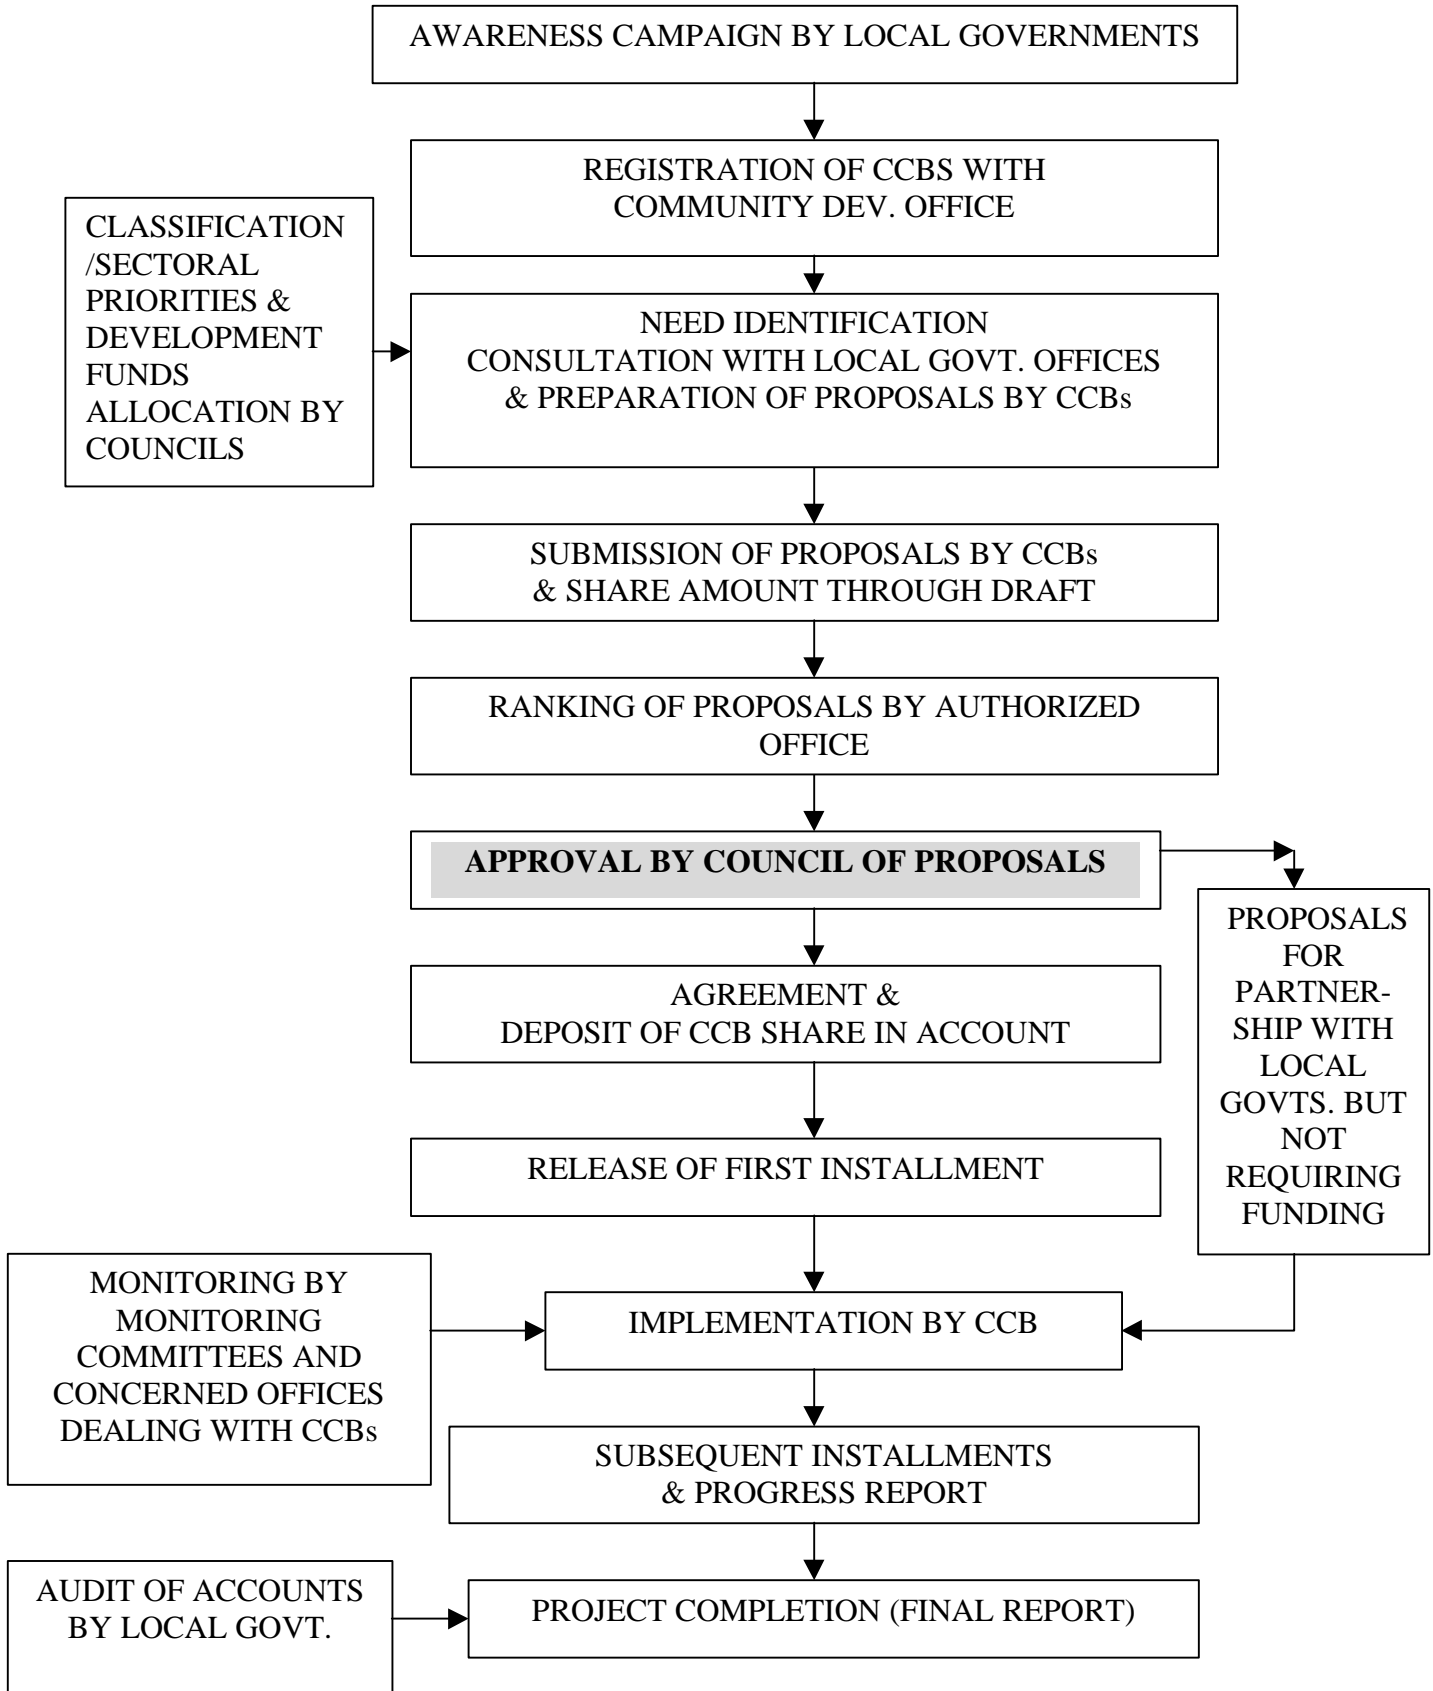 AWARENESS CAMPAIGN BY LOCAL GOVERNMENTS
REGISTRATION OF CCBS WITH
COMMUNITY DEV. OFFICE
CLASSIFICATION
/SECTORAL
PRIORITIES &
DEVELOPMENT
FUNDS
ALLOCATION BY
COUNCILS
NEED IDENTIFICATION
CONSULTATION WITH LOCAL GOVT. OFFICES
& PREPARATION OF PROPOSALS BY CCBs
SUBMISSION OF PROPOSALS BY CCBs
& SHARE AMOUNT THROUGH DRAFT
RANKING OF PROPOSALS BY AUTHORIZED
OFFICE
APPROVAL BY COUNCIL OF PROPOSALS
PROPOSALS
FOR
PARTNER-
SHIP WITH
LOCAL
GOVTS. BUT
NOT
REQUIRING
FUNDING
AGREEMENT &
DEPOSIT OF CCB SHARE IN ACCOUNT
RELEASE OF FIRST INSTALLMENT
MONITORING BY
MONITORING
COMMITTEES AND
CONCERNED OFFICES
DEALING WITH CCBs
IMPLEMENTATION BY CCB
SUBSEQUENT INSTALLMENTS
& PROGRESS REPORT
AUDIT OF ACCOUNTS
BY LOCAL GOVT.
PROJECT COMPLETION (FINAL REPORT)